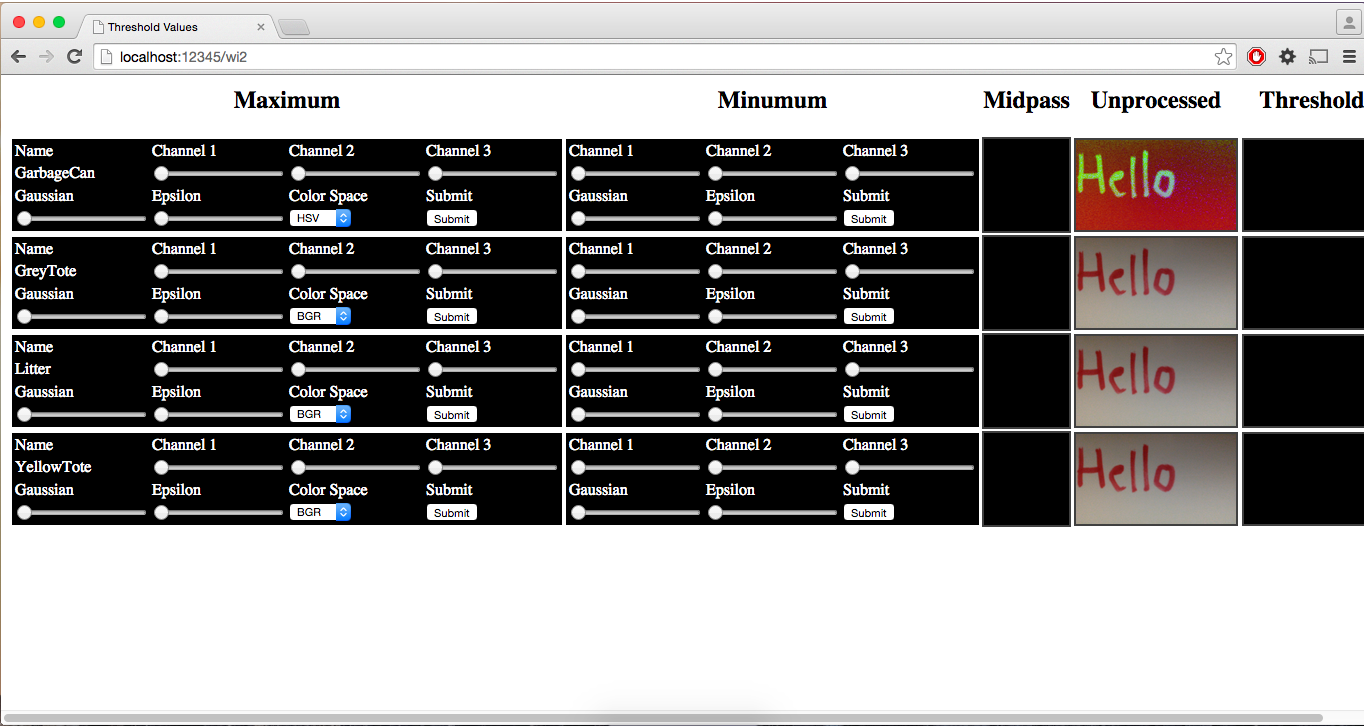 Threshold Values
localhost:12345/wi2
Maximum Minumum Midpass Unprocessed Threshold
Name Channel 1 Channel 2 Channel 3 Channel 1 Channel 2 Channel 3
GarbageCan
Hello
Gaussian Epsilon Color Space Submit Gaussian Epsilon Submit
HSV Submit Submit
Name Channel 1 Channel 2 Channel 3 Channel 1 Channel 2 Channel 3
GreyTote
Hello
Gaussian Epsilon Color Space Submit Gaussian Epsilon Submit
BGR Submit Submit
Name Channel 1 Channel 2 Channel 3 Channel 1 Channel 2 Channel 3
Litter
Hello
Gaussian Epsilon Color Space Submit Gaussian Epsilon Submit
BGR Submit Submit
Name Channel 1 Channel 2 Channel 3 Channel 1 Channel 2 Channel 3
YellowTote
Hello
Gaussian Epsilon Color Space Submit Gaussian Epsilon Submit
BGR Submit Submit